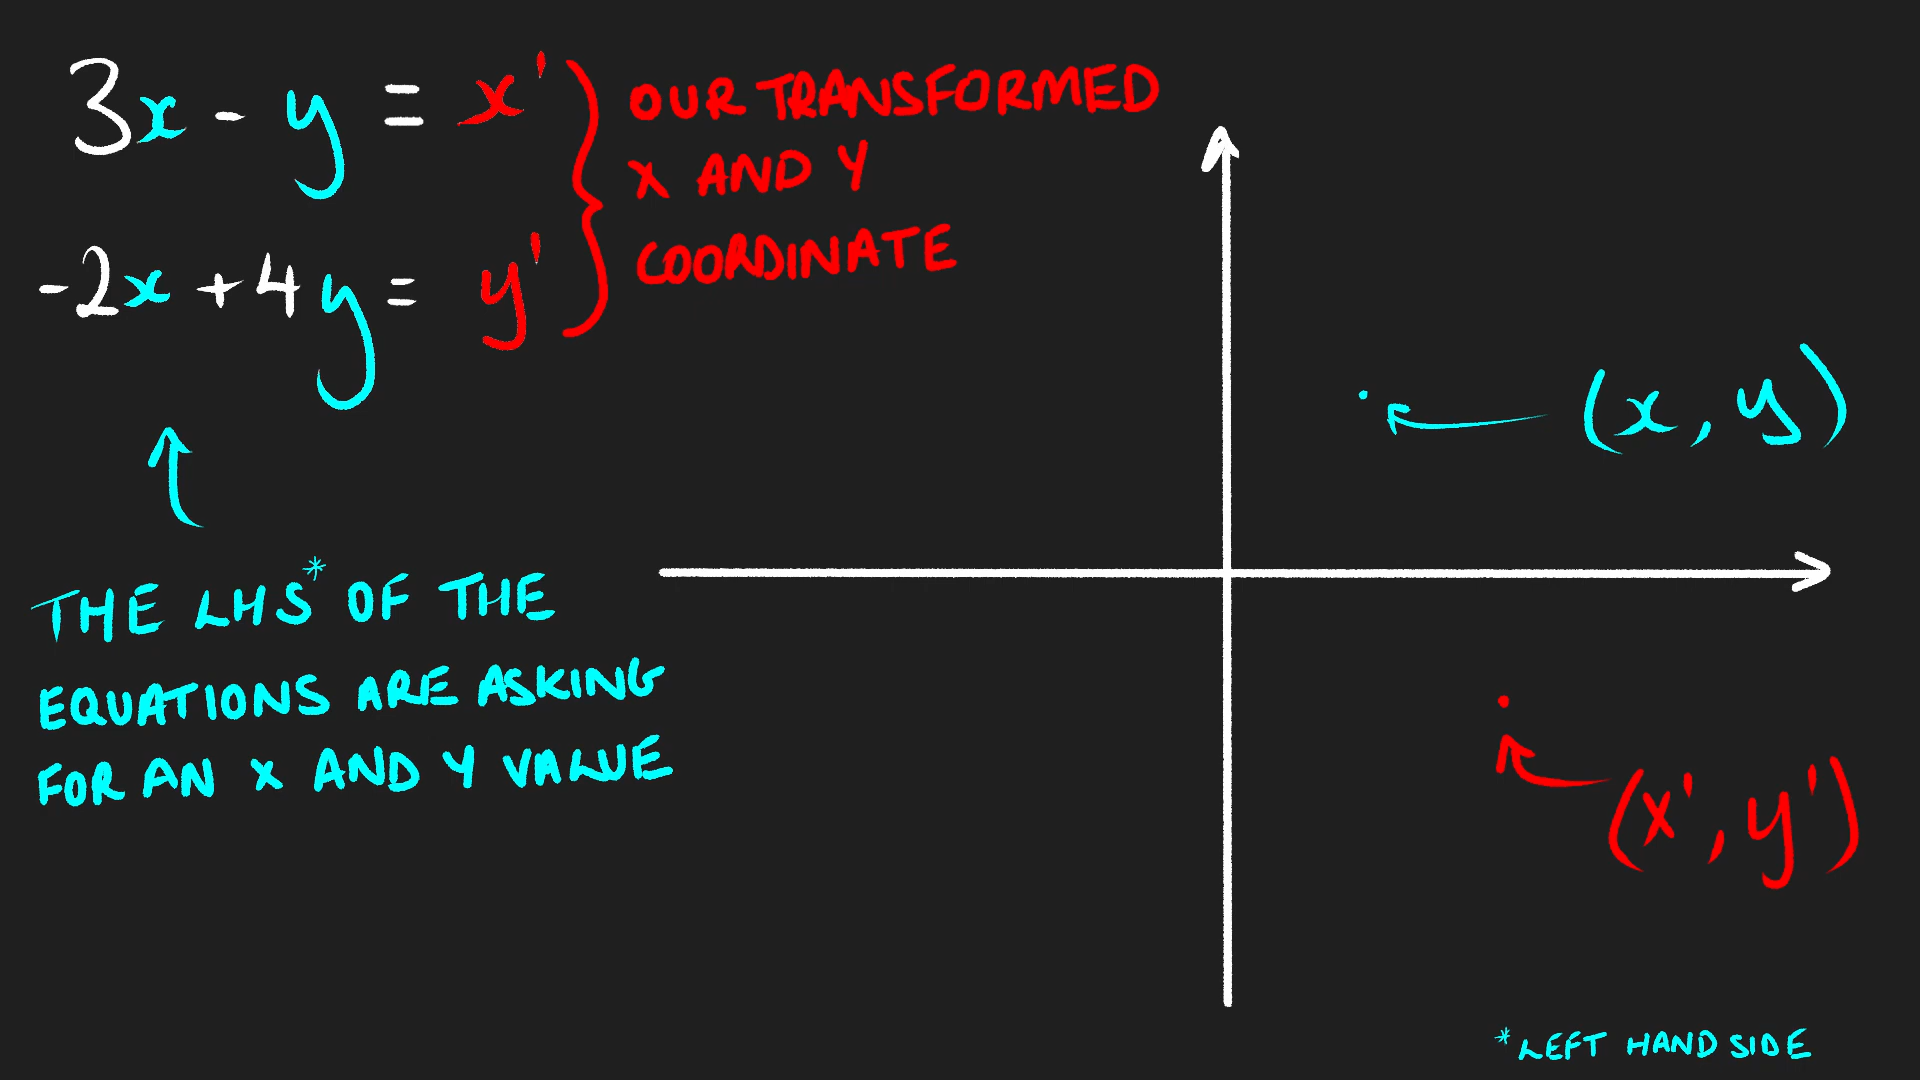 3x - y = x'
OUR TRANSFORMED
X AND Y
COORDINATE
-2x + 4y = y'
(x, y)
THE LHS* OF THE
EQUATIONS ARE ASKING
FOR AN X AND Y VALUE
(x', y')
*LEFT HAND SIDE